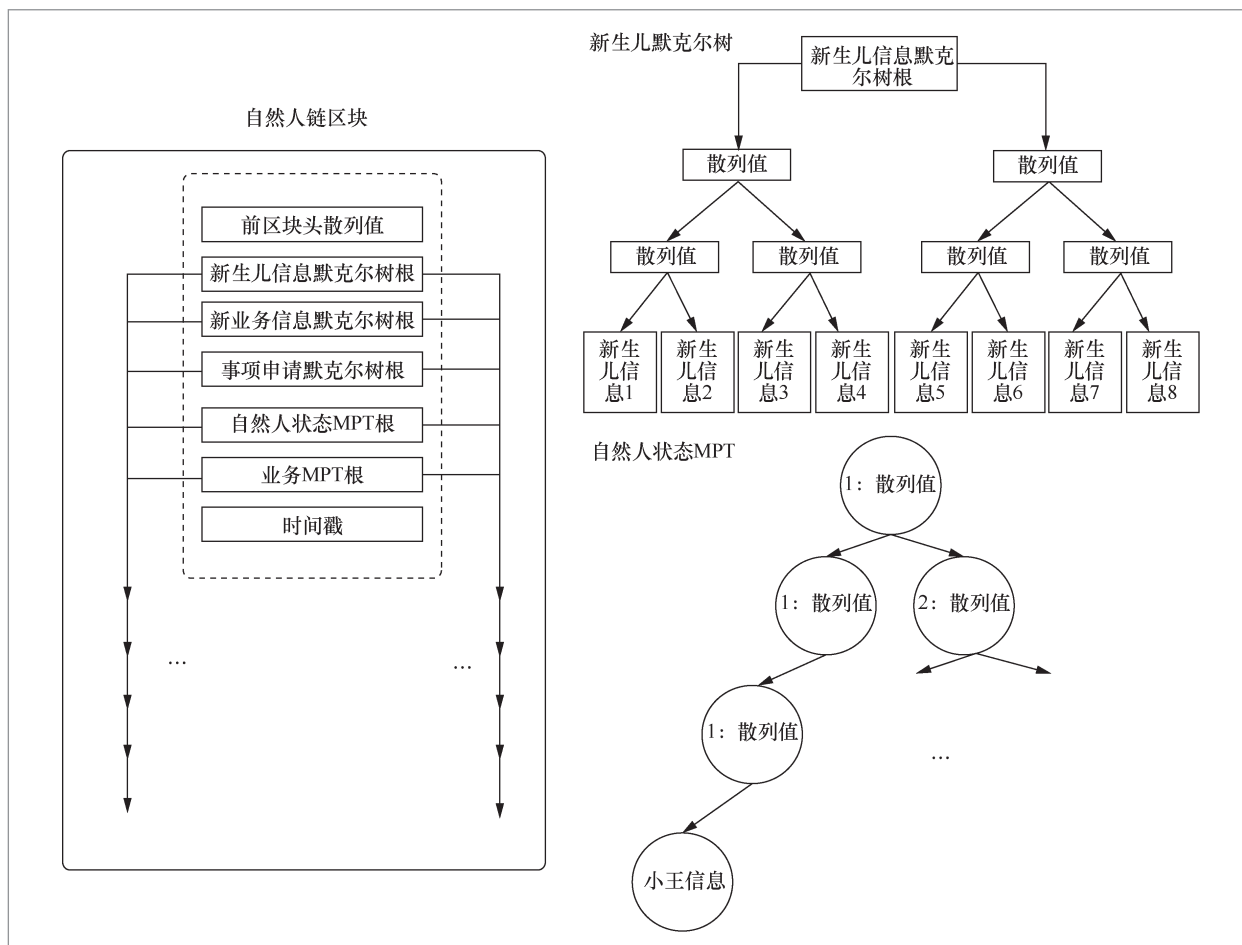 自然人链区块
前区块头散列值
新生儿信息默克尔树根
新业务信息默克尔树根
事项申请默克尔树根
自然人状态MPT根
业务MPT根
时间戳
...
...
新生儿默克尔树
新生儿信息默克
尔树根
散列值
散列值
散列值
散列值
散列值
散列值
新生
儿信
息1
新生
儿信
息2
新生
儿信
息3
新生
儿信
息4
新生
儿信
息5
新生
儿信
息6
新生
儿信
息7
新生
儿信
息8
自然人状态MPT
1：散列值
1：散列值
2：散列值
1：散列值
...
小王信息